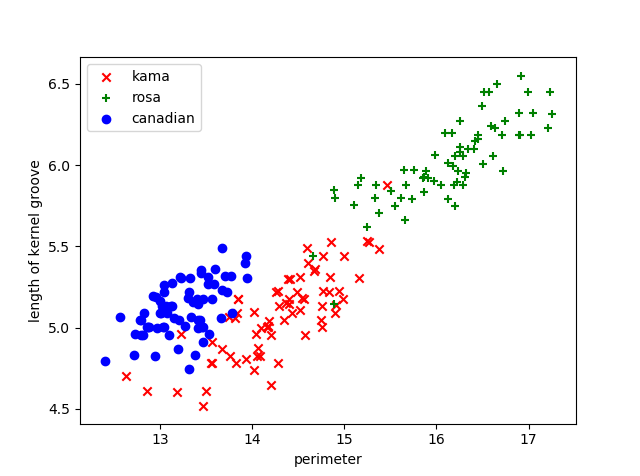 kama
rosa
canadian
6.5
6.0
5.5
5.0
4.5
length of kernel groove
13 14 15 16 17
perimeter